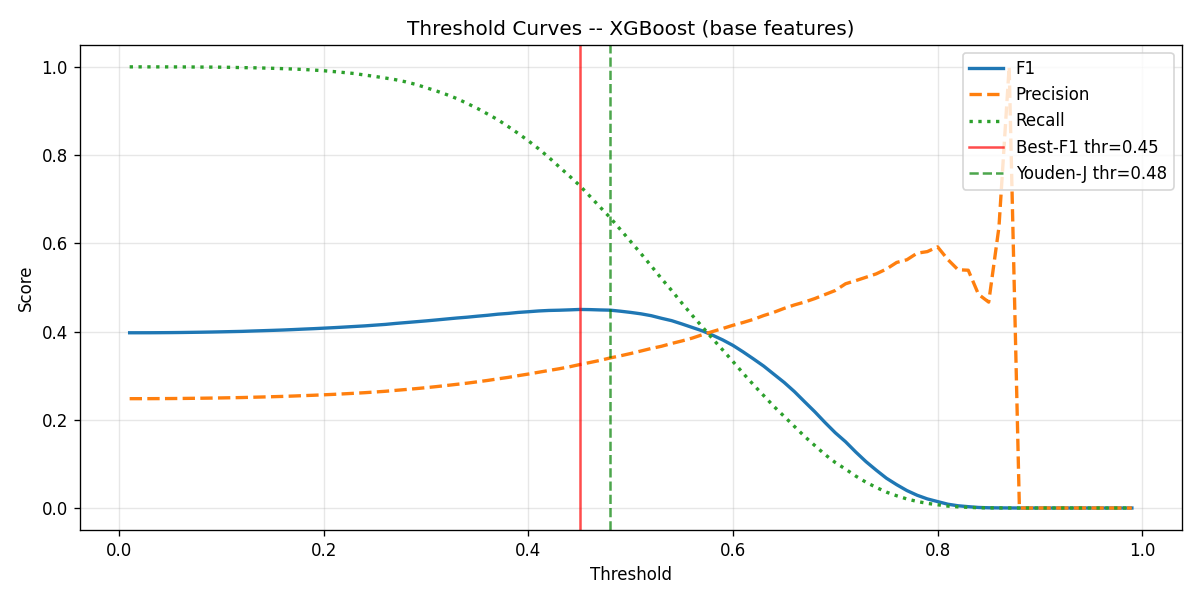 Threshold Curves -- XGBoost (base features)
F1
Precision
Recall
Best-F1 thr=0.45
Youden-J thr=0.48
Score
1.0
0.8
0.6
0.4
0.2
0.0
0.0 0.2 0.4 0.6 0.8 1.0
Threshold